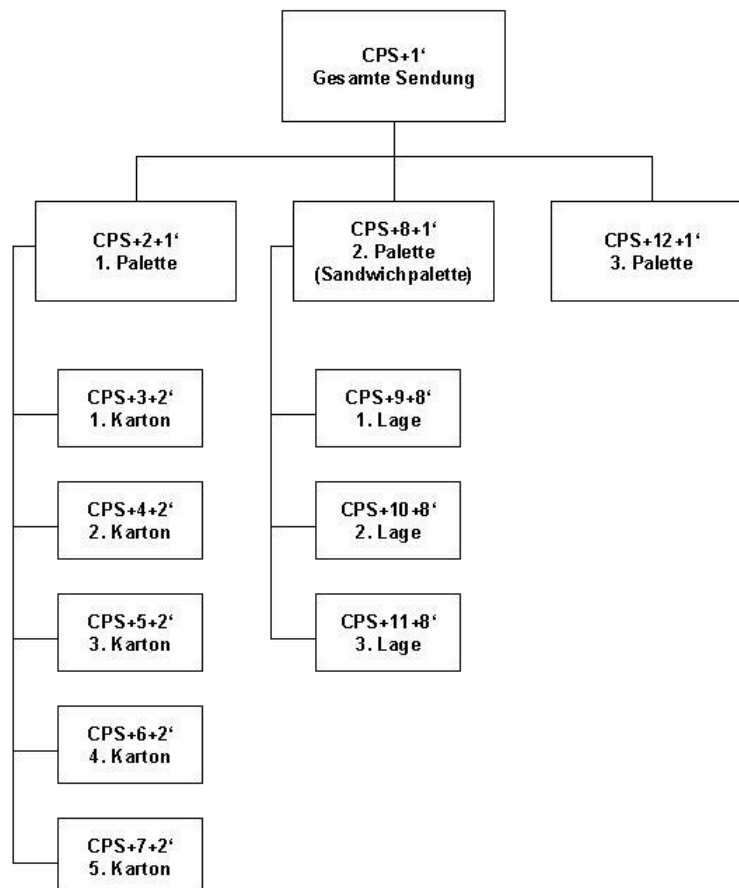 CPS+1‘
Gesamte Sendung
CPS+2+1‘
1. Palette
CPS+8+1‘
2. Palette
(Sandwichpalette)
CPS+12+1‘
3. Palette
CPS+3+2‘
1. Karton
CPS+4+2‘
2. Karton
CPS+5+2‘
3. Karton
CPS+6+2‘
4. Karton
CPS+7+2‘
5. Karton
CPS+9+8‘
1. Lage
CPS+10+8‘
2. Lage
CPS+11+8‘
3. Lage